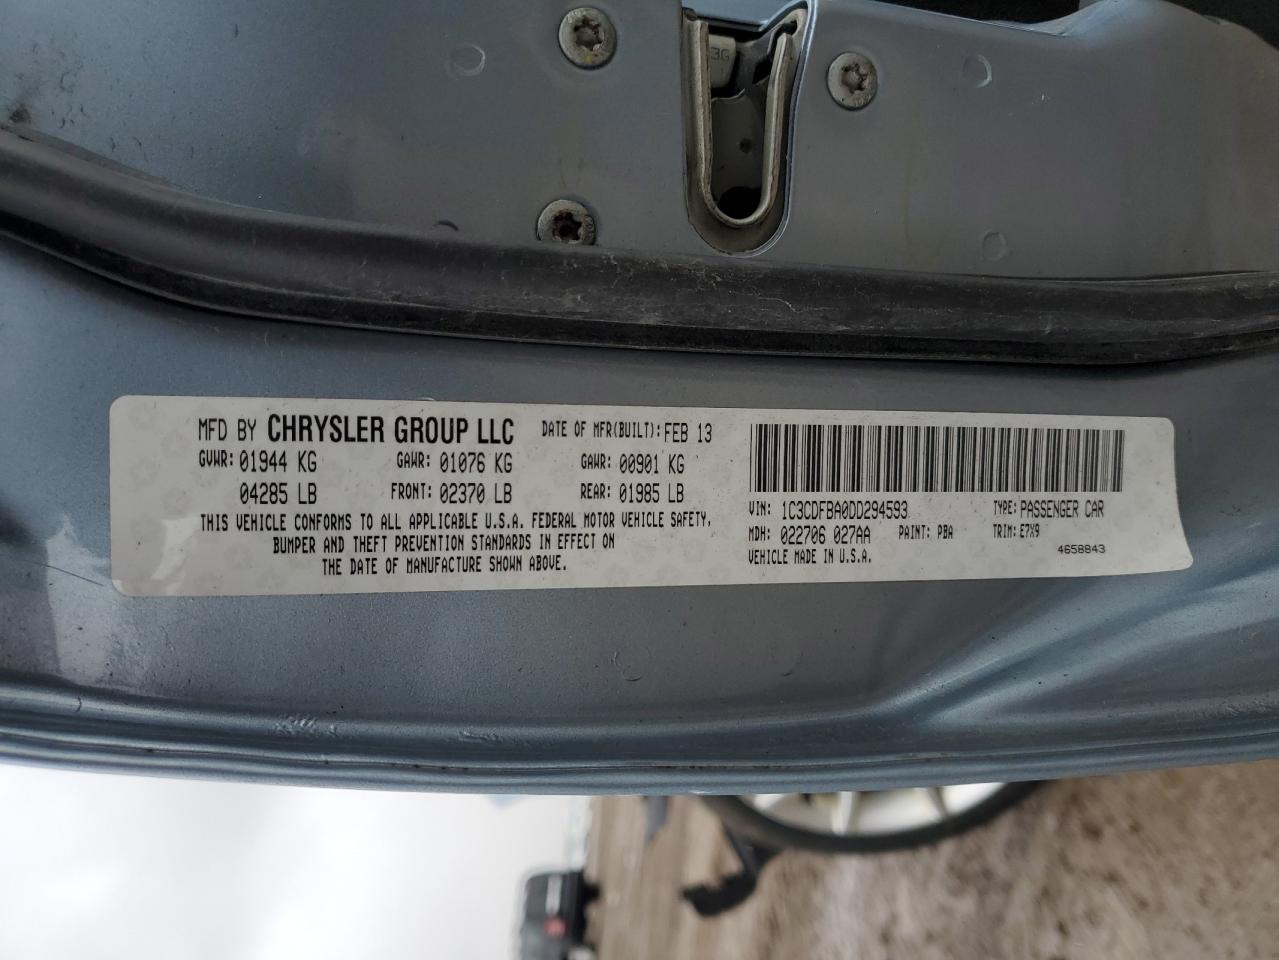 3G
MFD BY CHRYSLER GROUP LLC DATE OF MFR(BUILT): FEB 13
GVWR: 01944 KG GAWR: 01076 KG GAWR: 00901 KG
04285 LB FRONT: 02370 LB REAR: 01985 LB
THIS VEHICLE CONFORMS TO ALL APPLICABLE U.S.A. FEDERAL MOTOR VEHICLE SAFETY,
BUMPER AND THEFT PREVENTION STANDARDS IN EFFECT ON
THE DATE OF MANUFACTURE SHOWN ABOVE.
VIN: 1C3CDFBA0DD294593 TYPE: PASSENGER CAR
MDH: 022706 027AA PAINT: PBA TRIM: E7X9
VEHICLE MADE IN U.S.A. 4658843